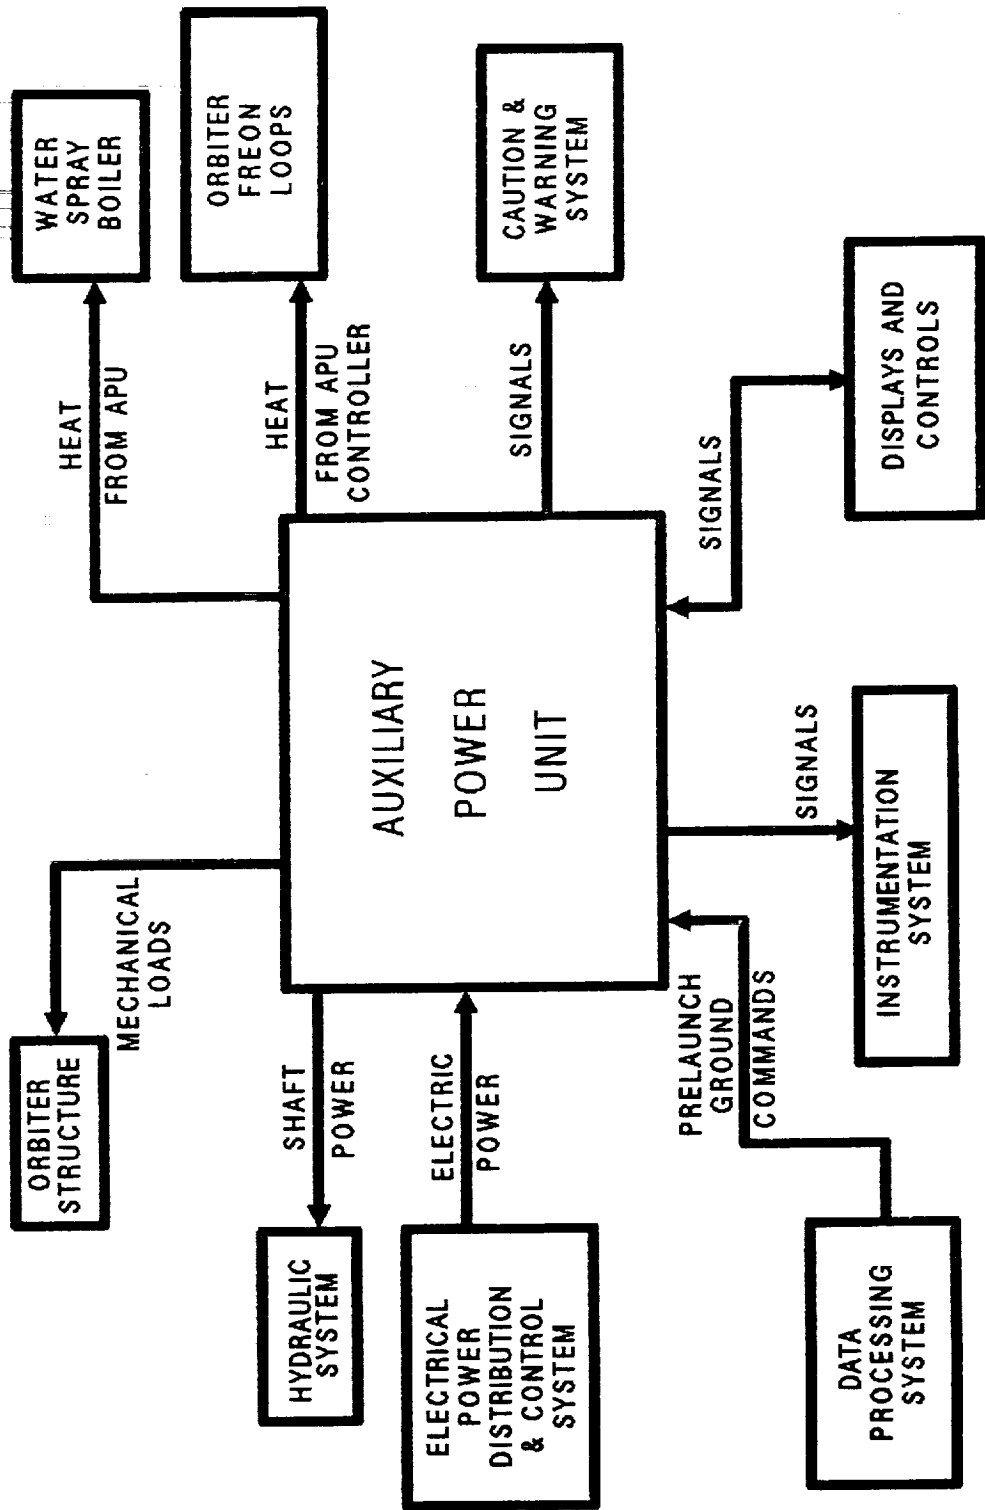 ORBITER
STRUCTURE
MECHANICAL
LOADS
HEAT
FROM APU
WATER
SPRAY
BOILER
HYDRAULIC
SYSTEM
SHAFT
POWER
HEAT
FROM APU
CONTROLLER
ORBITER
FREON
LOOPS
ELECTRICAL
POWER
DISTRIBUTION
& CONTROL
SYSTEM
ELECTRIC
POWER
AUXILIARY
POWER
UNIT
SIGNALS
CAUTION &
WARNING
SYSTEM
DATA
PROCESSING
SYSTEM
PRELAUNCH
GROUND
COMMANDS
SIGNALS
INSTRUMENTATION
SYSTEM
SIGNALS
DISPLAYS AND
CONTROLS